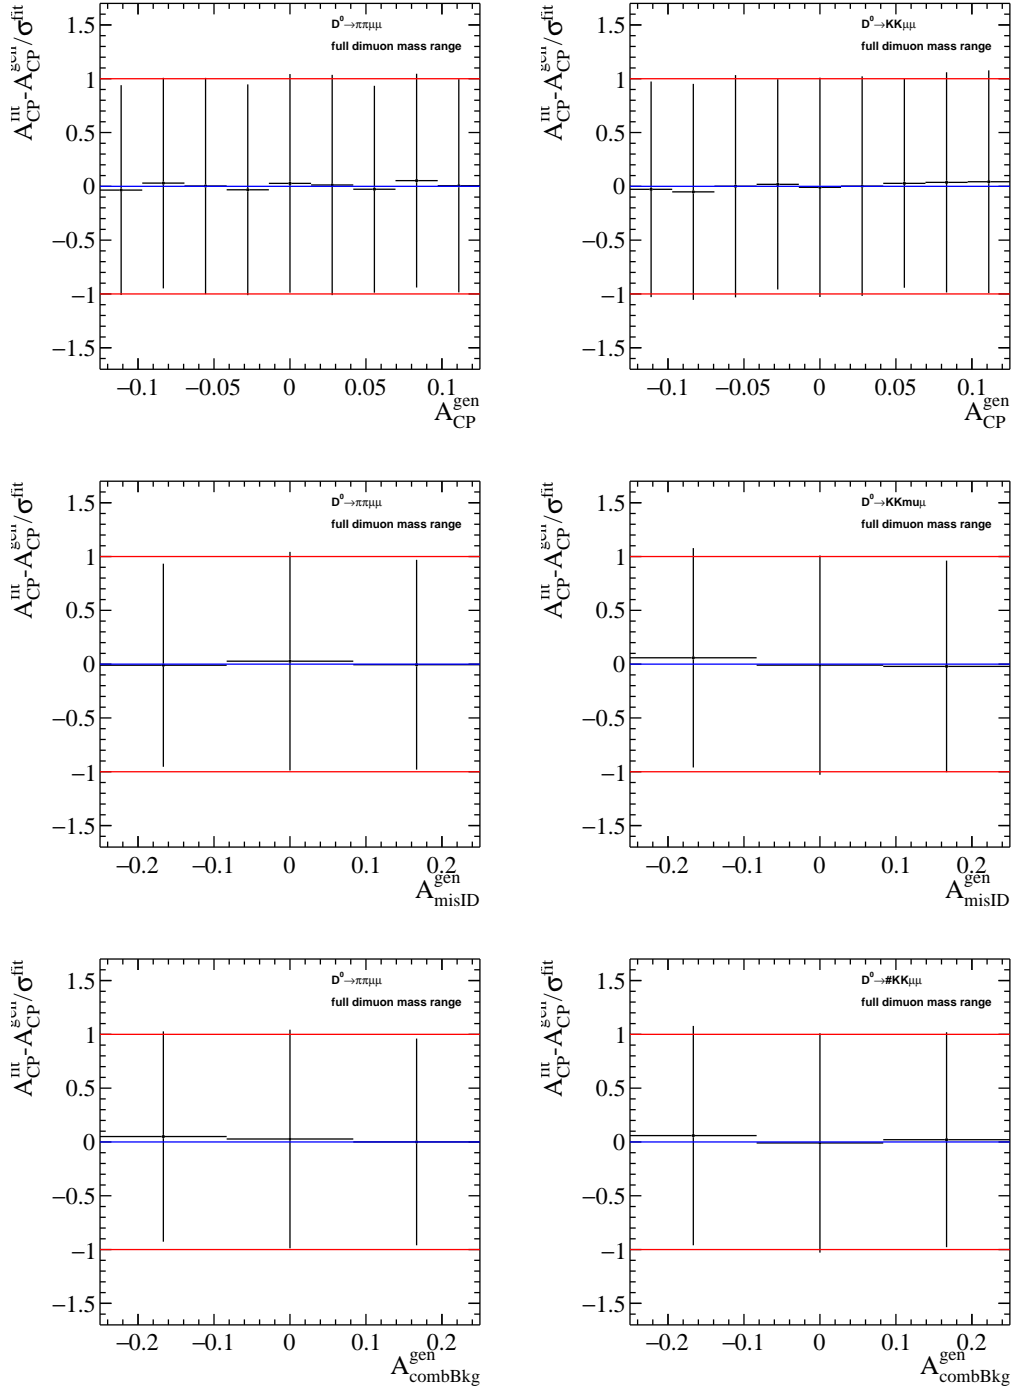 A_CP^fit-A_CP^gen/σ^fit
D⁰→ππμμ
full dimuon mass range
1.5
1
0.5
0
−0.5
−1
−1.5
−0.1 −0.05 0 0.05 0.1
A_CP^gen
A_CP^fit-A_CP^gen/σ^fit
D⁰→KKμμ
full dimuon mass range
1.5
1
0.5
0
−0.5
−1
−1.5
−0.1 −0.05 0 0.05 0.1
A_CP^gen
A_CP^fit-A_CP^gen/σ^fit
D⁰→ππμμ
full dimuon mass range
1.5
1
0.5
0
−0.5
−1
−1.5
−0.2 −0.1 0 0.1 0.2
A_misID^gen
A_CP^fit-A_CP^gen/σ^fit
D⁰→KKmuμ
full dimuon mass range
1.5
1
0.5
0
−0.5
−1
−1.5
−0.2 −0.1 0 0.1 0.2
A_misID^gen
A_CP^fit-A_CP^gen/σ^fit
D⁰→ππμμ
full dimuon mass range
1.5
1
0.5
0
−0.5
−1
−1.5
−0.2 −0.1 0 0.1 0.2
A_combBkg^gen
A_CP^fit-A_CP^gen/σ^fit
D⁰→#KKμμ
full dimuon mass range
1.5
1
0.5
0
−0.5
−1
−1.5
−0.2 −0.1 0 0.1 0.2
A_combBkg^gen